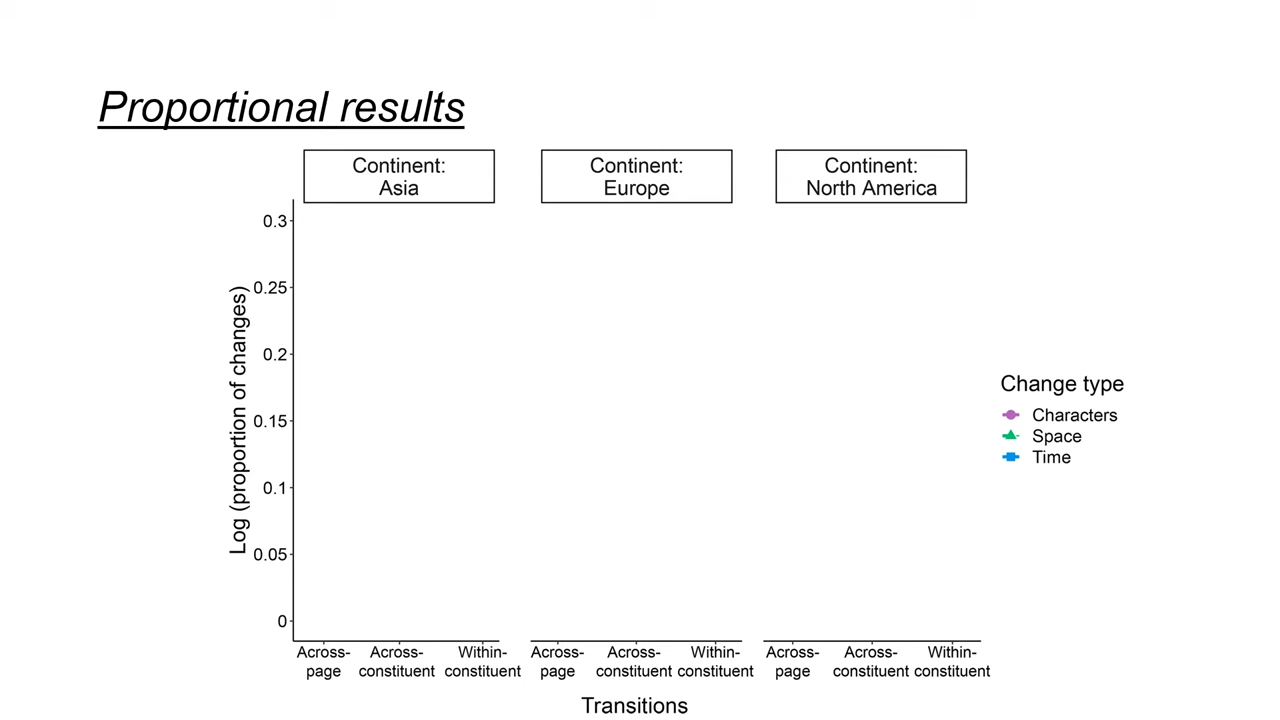 Proportional results
Continent:
Asia
Continent:
Europe
Continent:
North America
Log (proportion of changes)
0.3
0.25
0.2
0.15
0.1
0.05
0
Across-
page
Across-
constituent
Within-
constituent
Across-
page
Across-
constituent
Within-
constituent
Across-
page
Across-
constituent
Within-
constituent
Transitions
Change type
Characters
Space
Time